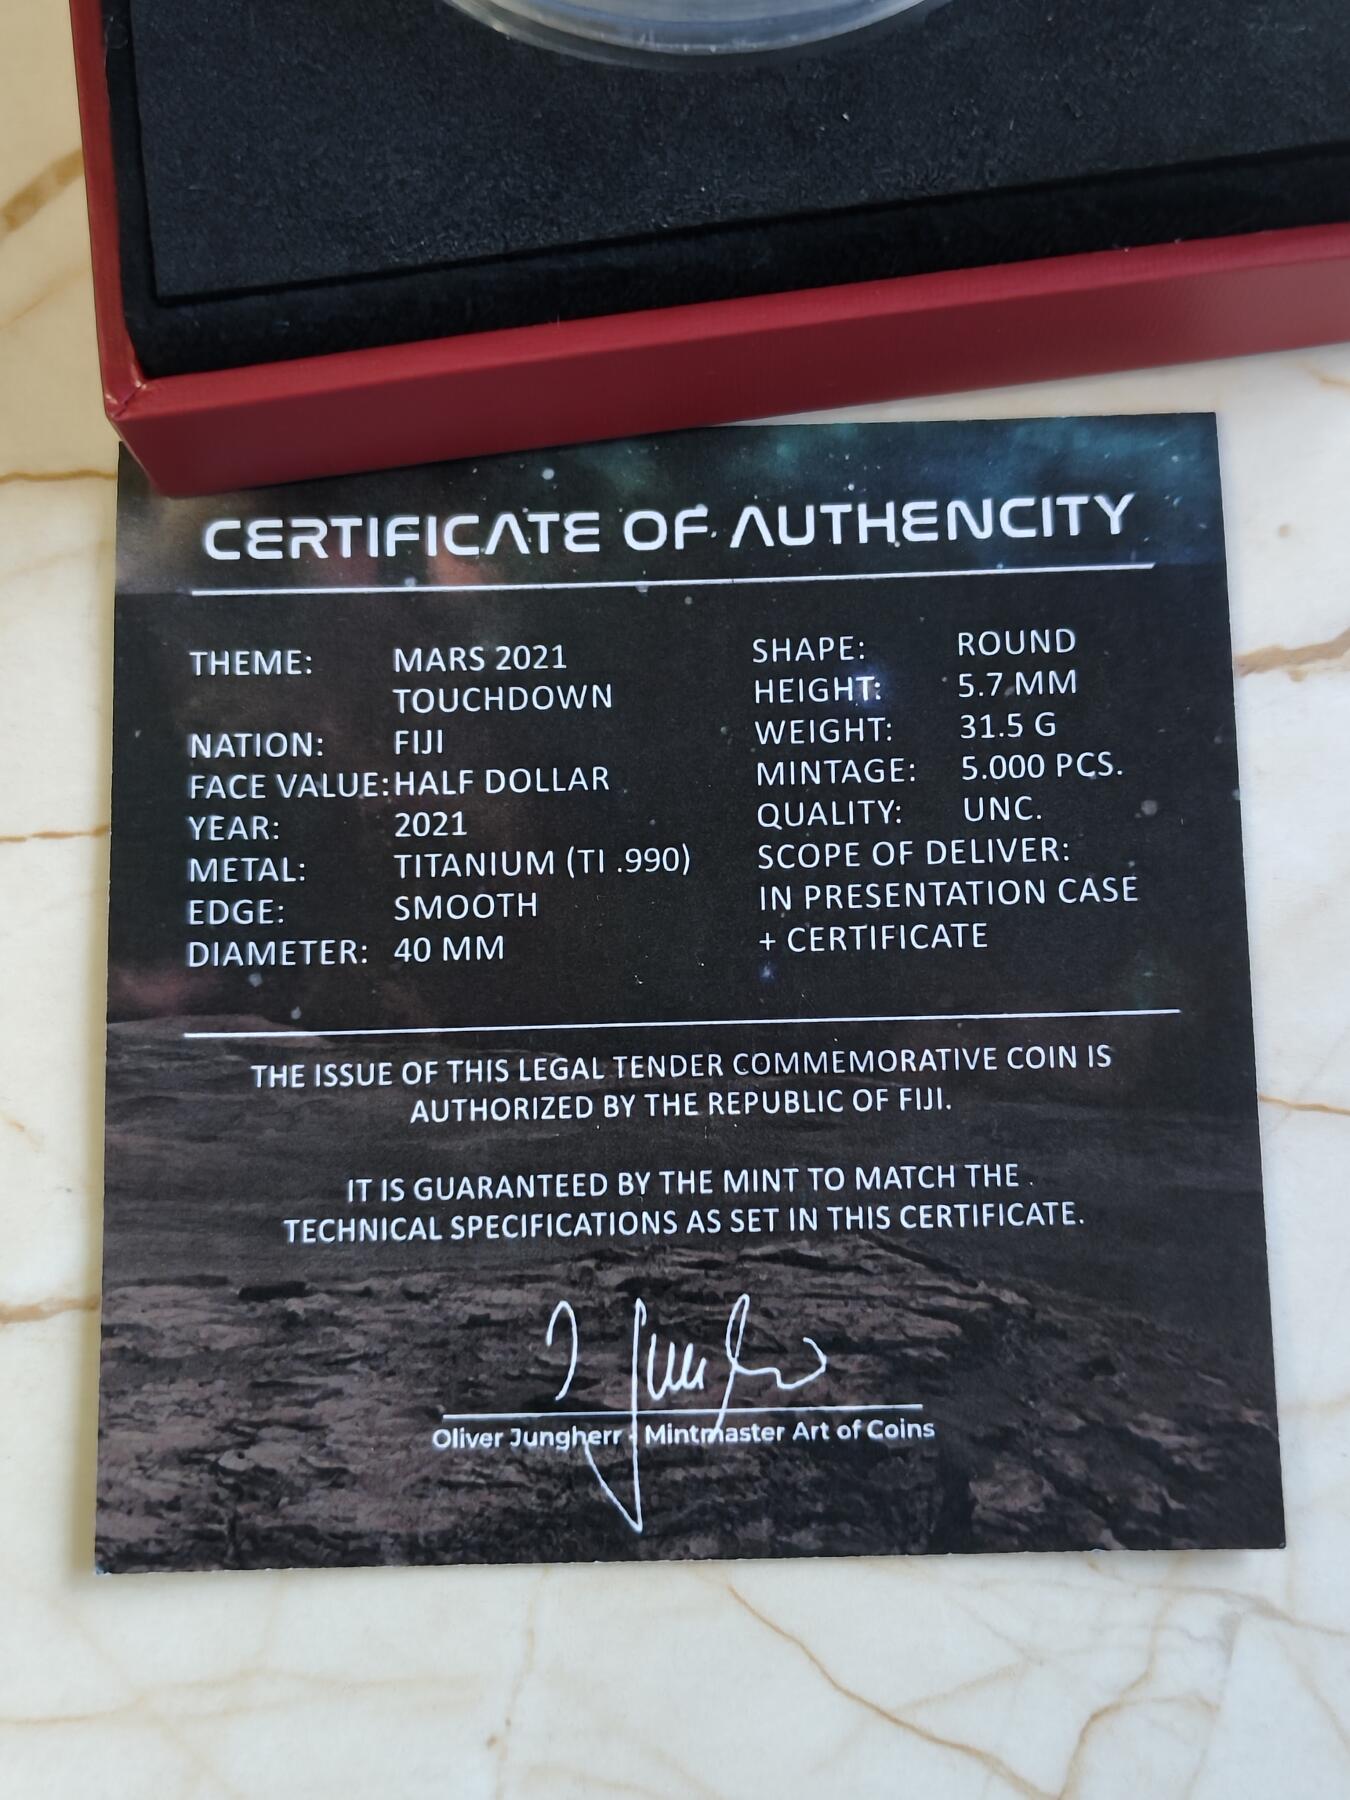 CERTIFICATE OF AUTHENCITY
THEME: MARS 2021
TOUCHDOWN
NATION: FIJI
FACE VALUE: HALF DOLLAR
YEAR: 2021
METAL: TITANIUM (TI .990)
EDGE: SMOOTH
DIAMETER: 40 MM
SHAPE: ROUND
HEIGHT: 5.7 MM
WEIGHT: 31.5 G
MINTAGE: 5.000 PCS.
QUALITY: UNC.
SCOPE OF DELIVER:
IN PRESENTATION CASE
+ CERTIFICATE
THE ISSUE OF THIS LEGAL TENDER COMMEMORATIVE COIN IS
AUTHORIZED BY THE REPUBLIC OF FIJI.
IT IS GUARANTEED BY THE MINT TO MATCH THE
TECHNICAL SPECIFICATIONS AS SET IN THIS CERTIFICATE.
Oliver Jungherr - Mintmaster Art of Coins